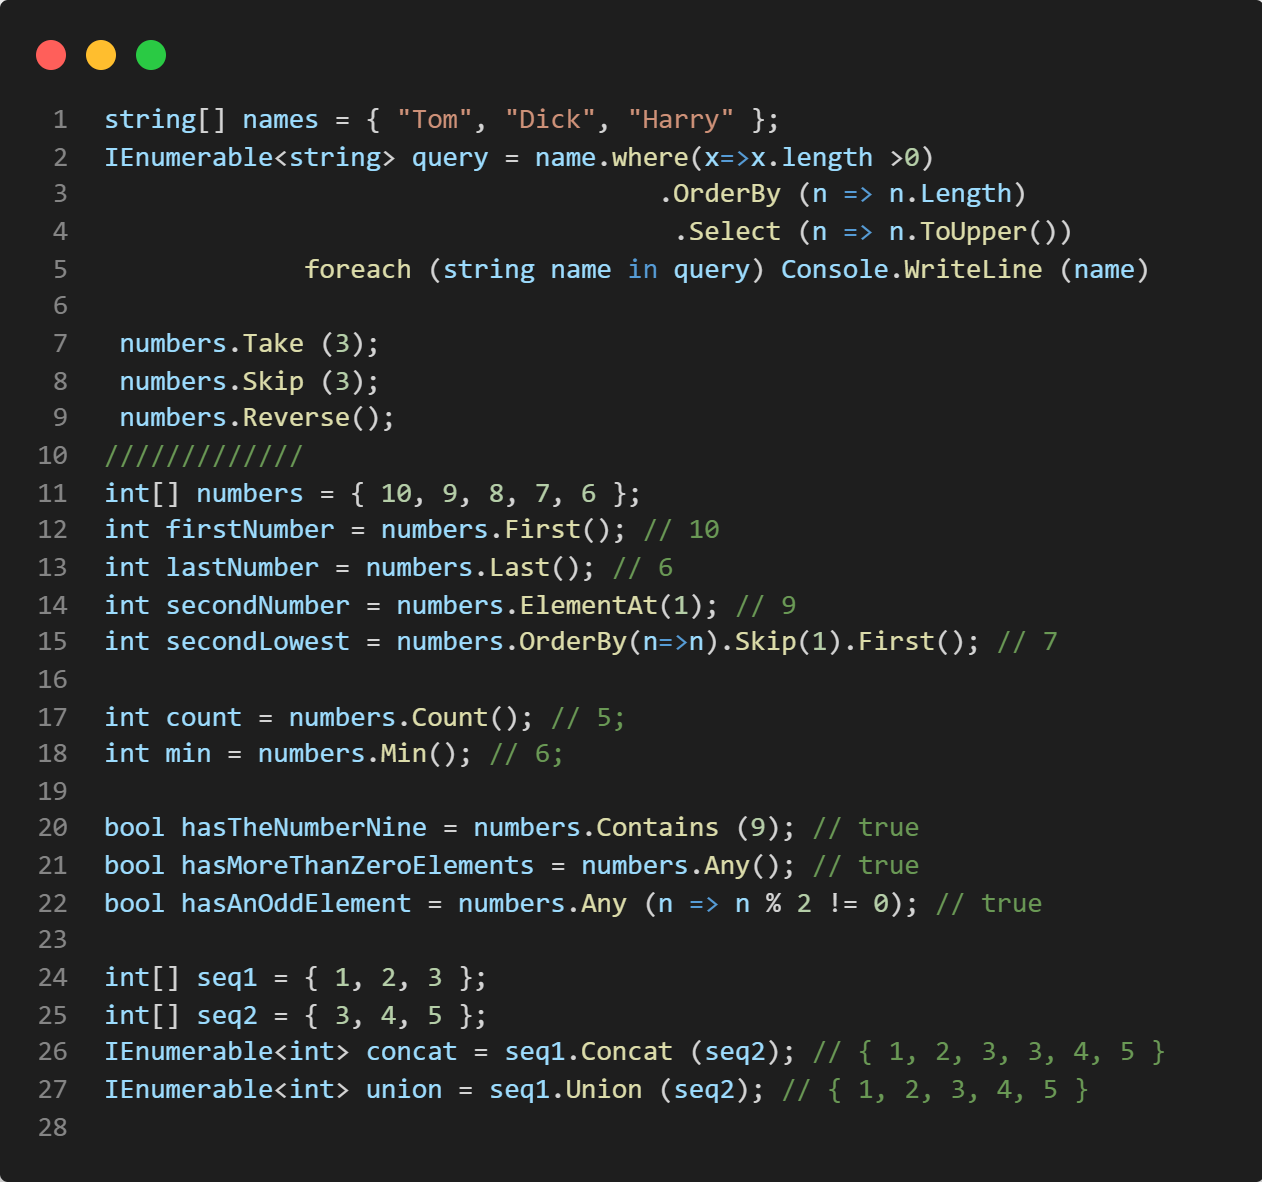 1 string[] names = { "Tom", "Dick", "Harry" };
2 IEnumerable<string> query = name.where(x=>x.length >0)
3 .OrderBy (n => n.Length)
4 .Select (n => n.ToUpper())
5 foreach (string name in query) Console.WriteLine (name)
6
7 numbers.Take (3);
8 numbers.Skip (3);
9 numbers.Reverse();
10 /////////////
11 int[] numbers = { 10, 9, 8, 7, 6 };
12 int firstNumber = numbers.First(); // 10
13 int lastNumber = numbers.Last(); // 6
14 int secondNumber = numbers.ElementAt(1); // 9
15 int secondLowest = numbers.OrderBy(n=>n).Skip(1).First(); // 7
16
17 int count = numbers.Count(); // 5;
18 int min = numbers.Min(); // 6;
19
20 bool hasTheNumberNine = numbers.Contains (9); // true
21 bool hasMoreThanZeroElements = numbers.Any(); // true
22 bool hasAnOddElement = numbers.Any (n => n % 2 != 0); // true
23
24 int[] seq1 = { 1, 2, 3 };
25 int[] seq2 = { 3, 4, 5 };
26 IEnumerable<int> concat = seq1.Concat (seq2); // { 1, 2, 3, 3, 4, 5 }
27 IEnumerable<int> union = seq1.Union (seq2); // { 1, 2, 3, 4, 5 }
28